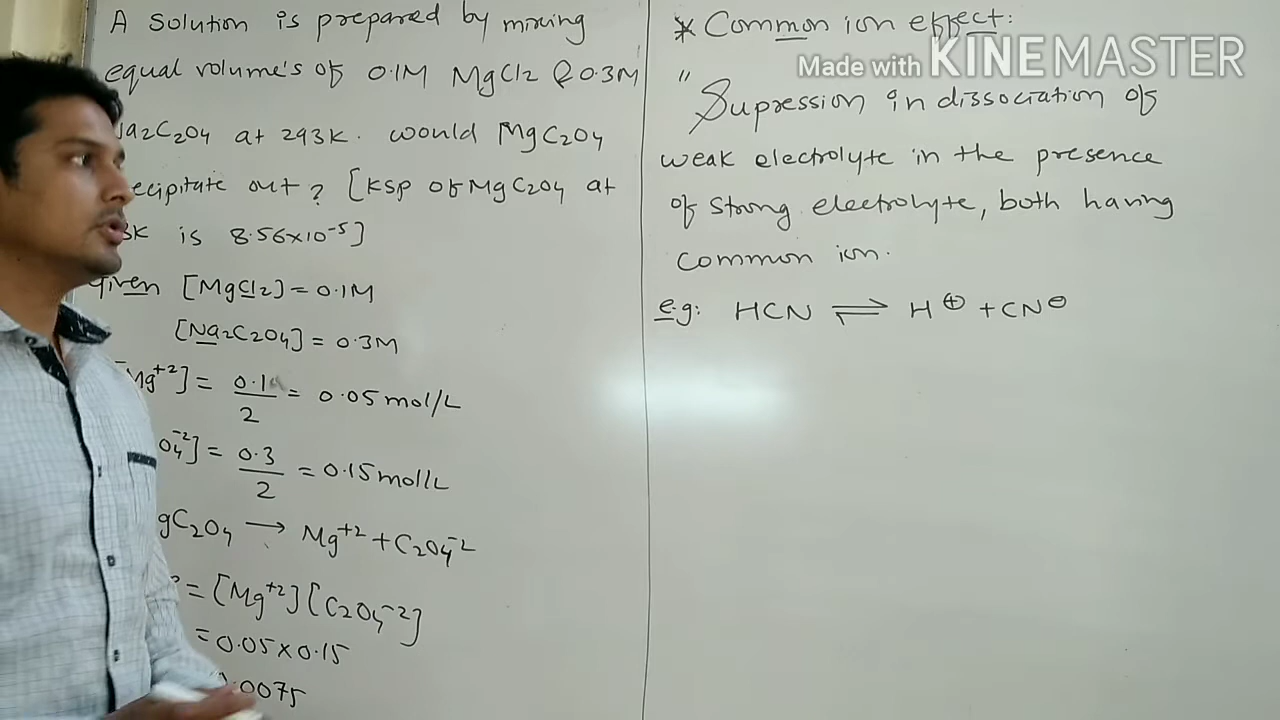 A Solution is prepared by mixing
equal volume's of 0.1M MgCl2 & 0.3M
a2C2O4 at 293K. would MgC2O4
ecipitate out? [Ksp of MgC2O4 at
3K is 8.56×10⁻⁵]
Given [MgCl2] = 0.1M
[Na2C2O4] = 0.3M
Mg⁺²] = 0.1/2 = 0.05 mol/L
O4⁻²] = 0.3/2 = 0.15 mol/L
gC2O4 → Mg⁺² + C2O4⁻²
= [Mg⁺²][C2O4⁻²]
= 0.05×0.15
.0075
* Common ion effect:
Made with KINEMASTER
"Supression in dissociation of
weak electrolyte in the presence
of strong electrolyte, both having
common ion.
e.g: HCN ⇌ H⊕ + CN⊖